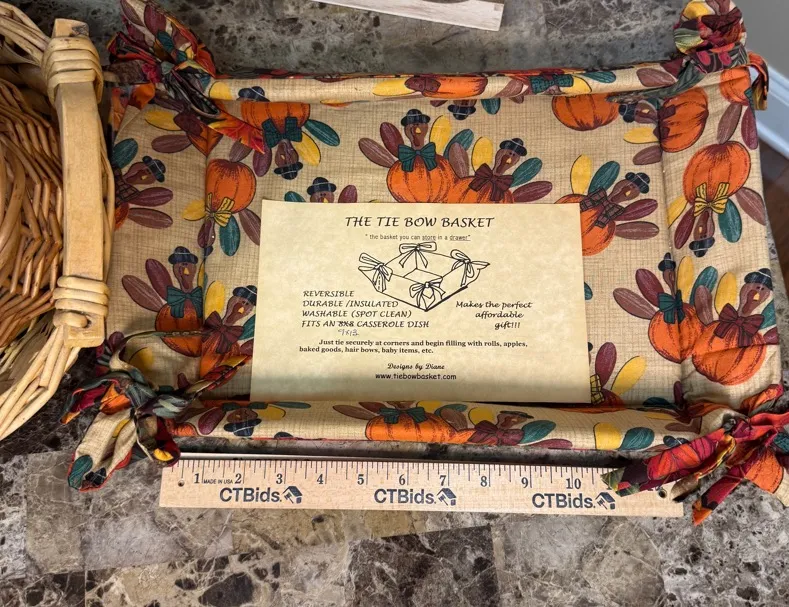 THE TIE BOW BASKET
" the basket you can store in a drawer"
REVERSIBLE
DURABLE /INSULATED
WASHABLE (SPOT CLEAN)
FITS AN 8X8 CASSEROLE DISH
9X13
Makes the perfect
affordable
gift!!!
Just tie securely at corners and begin filling with rolls, apples,
baked goods, hair bows, baby items, etc.
Designs by Diane
www.tiebowbasket.com
1 MADE IN USA 2 3 4 5 6 7 8 9 10
CTBids. CTBids. CTBids.